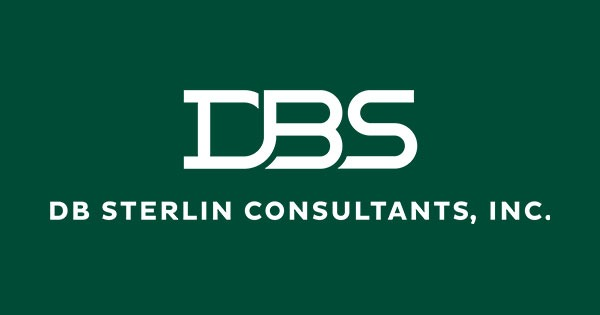 DBS
DB STERLIN CONSULTANTS, INC.